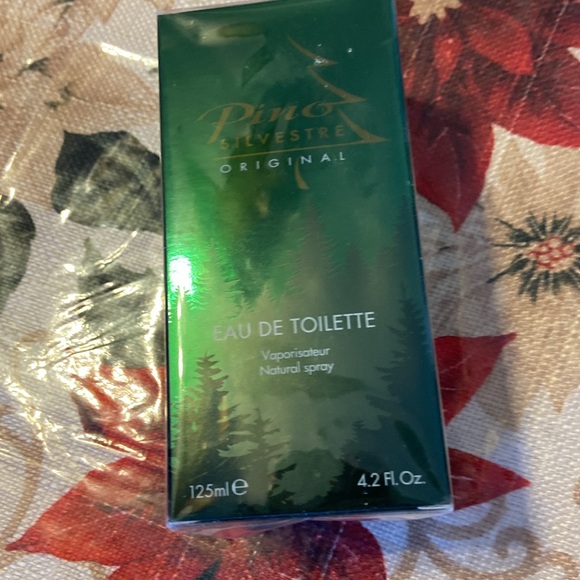 Pino
SILVESTRE
ORIGINAL
EAU DE TOILETTE
Vaporisateur
Natural spray
125ml e 4.2 Fl.Oz.